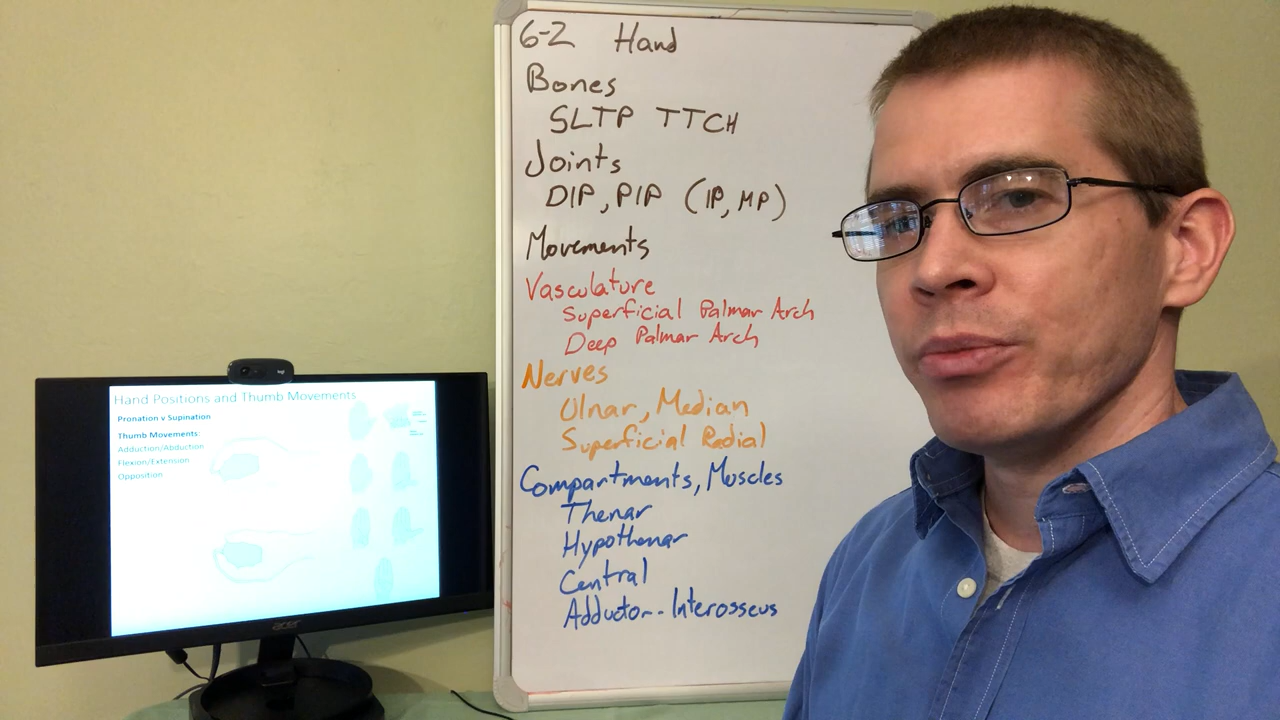 6-2 Hand
Bones
SLTP TTCH
Joints
DIP, PIP (IP, MP)
Movements
Vasculature
Superficial Palmar Arch
Deep Palmar Arch
Nerves
Ulnar, Median
Superficial Radial
Compartments, Muscles
Thenar
Hypothenar
Central
Adductor-Interosseus
Hand Positions and Thumb Movements
Pronation v Supination
Thumb Movements:
Adduction/Abduction
Flexion/Extension
Opposition
acer